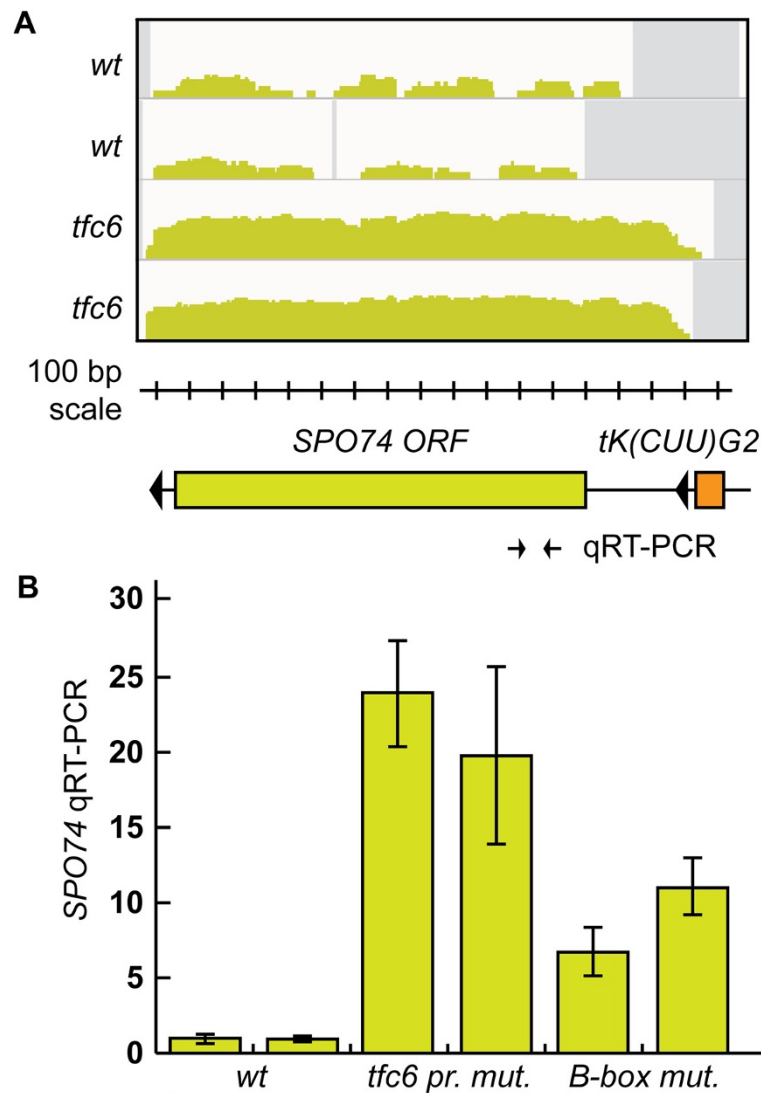 A
wt
wt
tfc6
tfc6
100 bp
scale
SPO74 ORF
tK(CUU)G2
qRT-PCR
B
SPO74 qRT-PCR
30
25
20
15
10
5
0
wt
tfc6 pr. mut.
B-box mut.